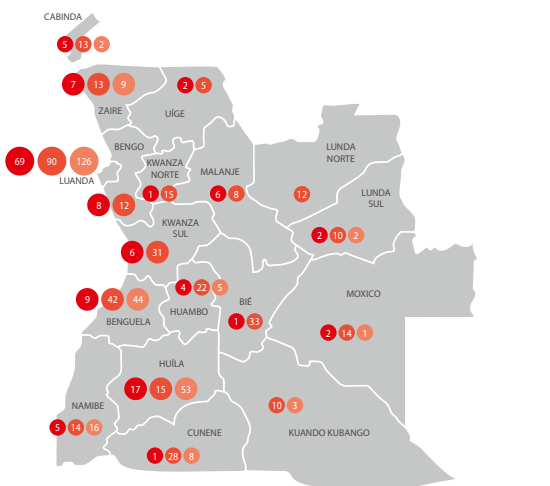 CABINDA
5 13 2
7 13 9
ZAIRE
2 5
UÍGE
BENGO
69 90 126
LUANDA
KWANZA
NORTE
1 15
MALANJE
6 8
LUNDA
NORTE
12
LUNDA
SUL
2 10 2
8 12
KWANZA
SUL
6 31
4 22 5
HUAMBO
BIÉ
1 33
MOXICO
2 14 1
9 42 44
BENGUELA
HUÍLA
17 15 53
NAMIBE
5 14 16
CUNENE
1 28 8
10 3
KUANDO KUBANGO